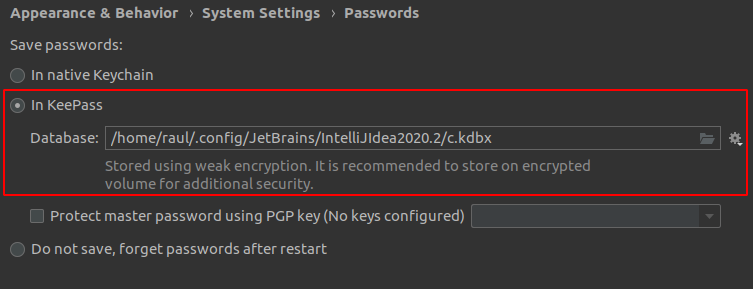 Appearance & Behavior › System Settings › Passwords
Save passwords:
In native Keychain
In KeePass
Database: /home/raul/.config/JetBrains/IntelliJIdea2020.2/c.kdbx
Stored using weak encryption. It is recommended to store on encrypted
volume for additional security.
Protect master password using PGP key (No keys configured)
Do not save, forget passwords after restart